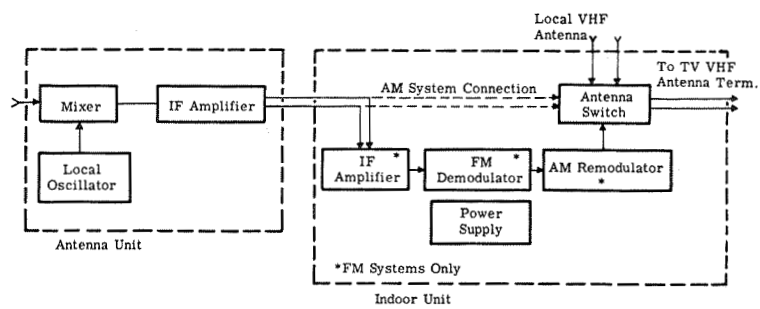 Local VHF
Antenna
To TV VHF
Antenna Term.
AM System Connection
Mixer
IF Amplifier
Antenna
Switch
Local
Oscillator
IF *
Amplifier
FM *
Demodulator
AM Remodulator
*
Power
Supply
Antenna Unit
*FM Systems Only
Indoor Unit